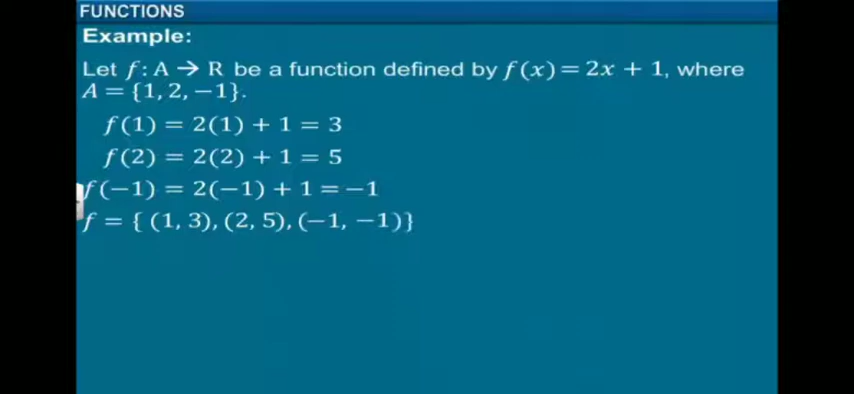 FUNCTIONS
Example:
Let f : A → R be a function defined by f(x) = 2x + 1, where
A = {1, 2, −1}.
f(1) = 2(1) + 1 = 3
f(2) = 2(2) + 1 = 5
f(−1) = 2(−1) + 1 = −1
f = { (1, 3), (2, 5), (−1, −1)}